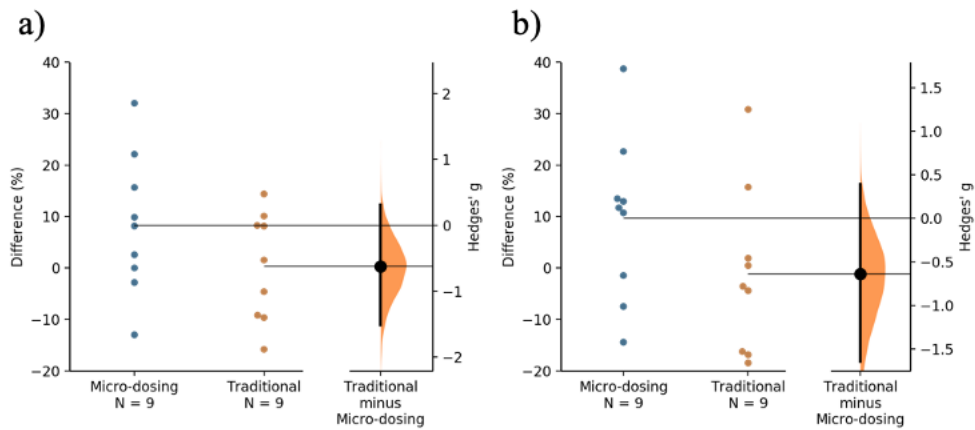 a)
40
30
20
10
0
−10
−20
Difference (%)
2
1
0
−1
−2
Hedges' g
Micro-dosing
N = 9
Traditional
N = 9
Traditional
minus
Micro-dosing
b)
40
30
20
10
0
−10
−20
Difference (%)
1.5
1.0
0.5
0.0
−0.5
−1.0
−1.5
Hedges' g
Micro-dosing
N = 9
Traditional
N = 9
Traditional
minus
Micro-dosing